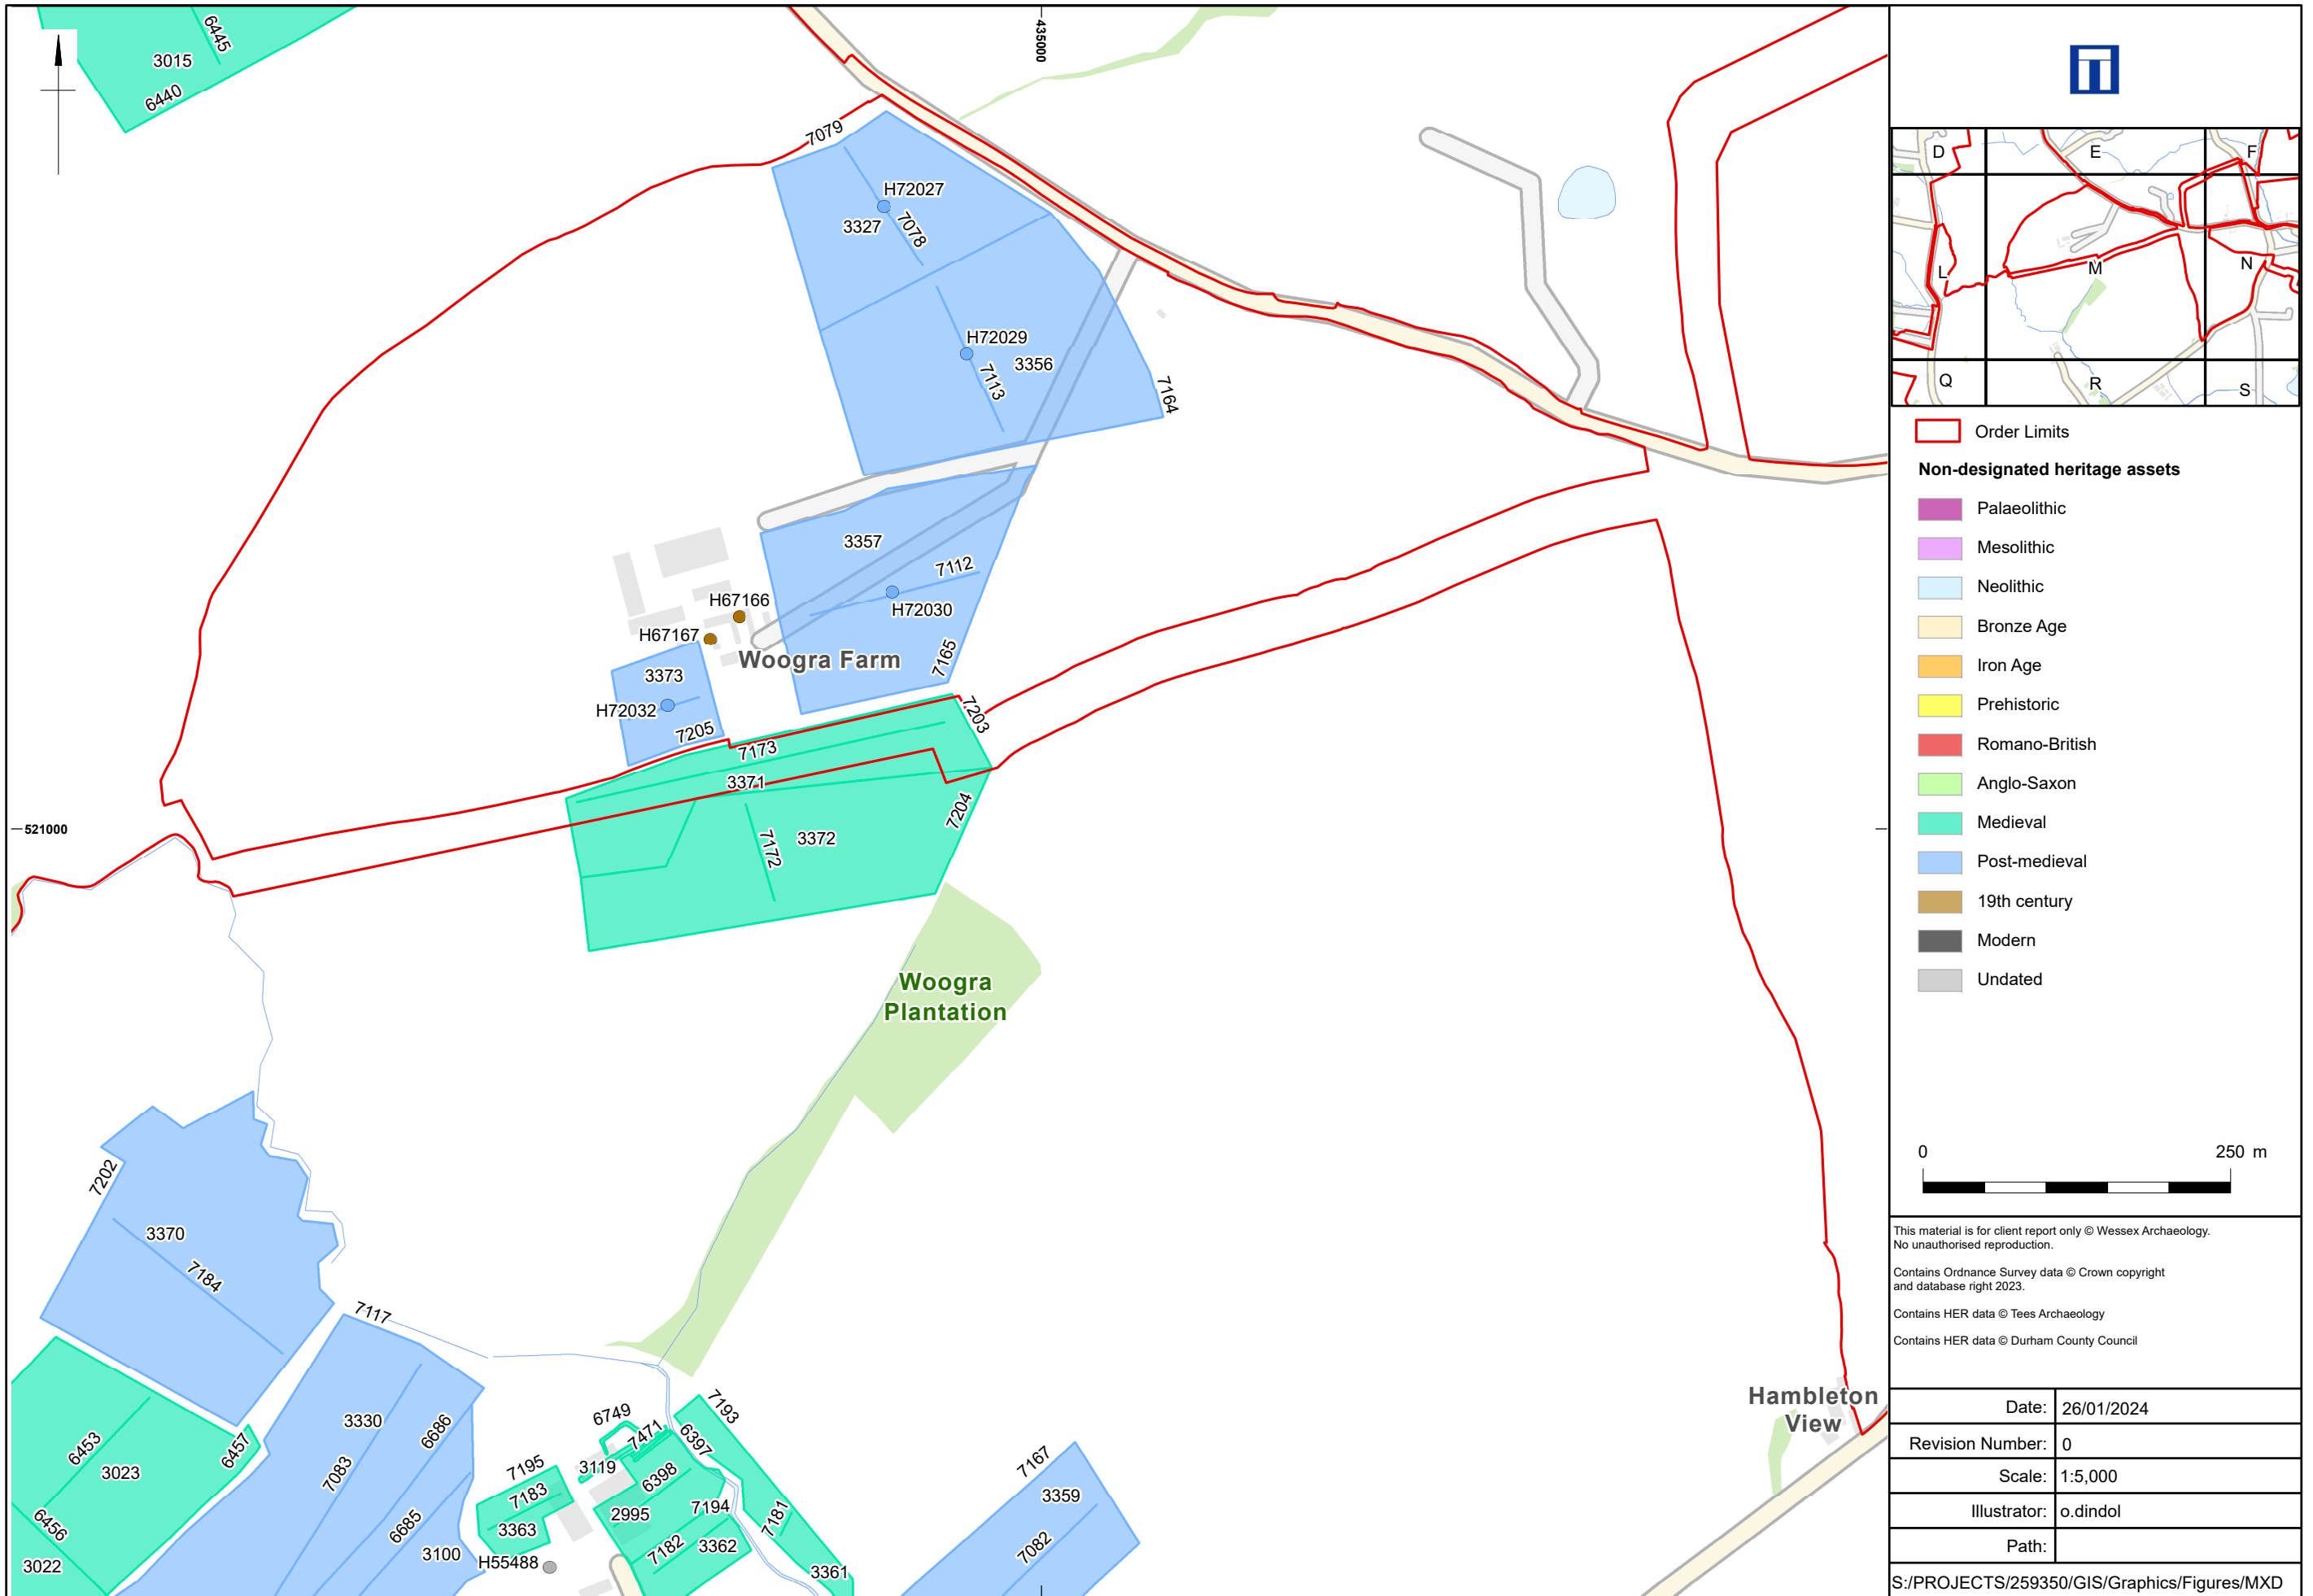 435000
6445
3015
6440
7079
H72027
3327
7078
H72029
3356
7113
7164
3357
7112
H72030
H67166
H67167
Woogra Farm
7165
3373
H72032
7205
7203
7173
3371
7204
3372
7172
521000
Woogra
Plantation
7202
3370
7184
7117
3330
6686
7083
6685
3100
6453
3023
6457
6456
3022
6749
7471
3119
7195
7183
3363
H55488
6398
2995
7194
7182
3362
6397
7193
7181
3361
7167
3359
7082
Hambleton
View
D
E
F
L
M
N
Q
R
S
Order Limits
Non-designated heritage assets
Palaeolithic
Mesolithic
Neolithic
Bronze Age
Iron Age
Prehistoric
Romano-British
Anglo-Saxon
Medieval
Post-medieval
19th century
Modern
Undated
0 250 m
This material is for client report only © Wessex Archaeology.
No unauthorised reproduction.
Contains Ordnance Survey data © Crown copyright
and database right 2023.
Contains HER data © Tees Archaeology
Contains HER data © Durham County Council
Date: 26/01/2024
Revision Number: 0
Scale: 1:5,000
Illustrator: o.dindol
Path:
S:/PROJECTS/259350/GIS/Graphics/Figures/MXD